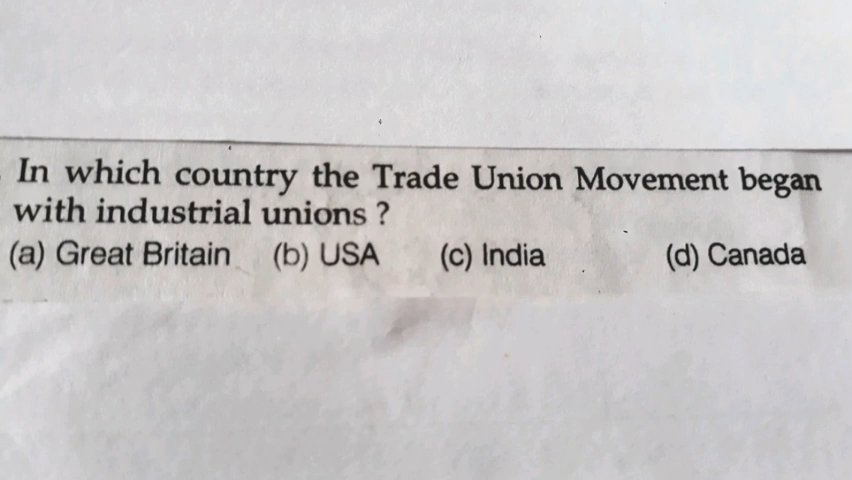 In which country the Trade Union Movement began
with industrial unions ?
(a) Great Britain (b) USA (c) India (d) Canada